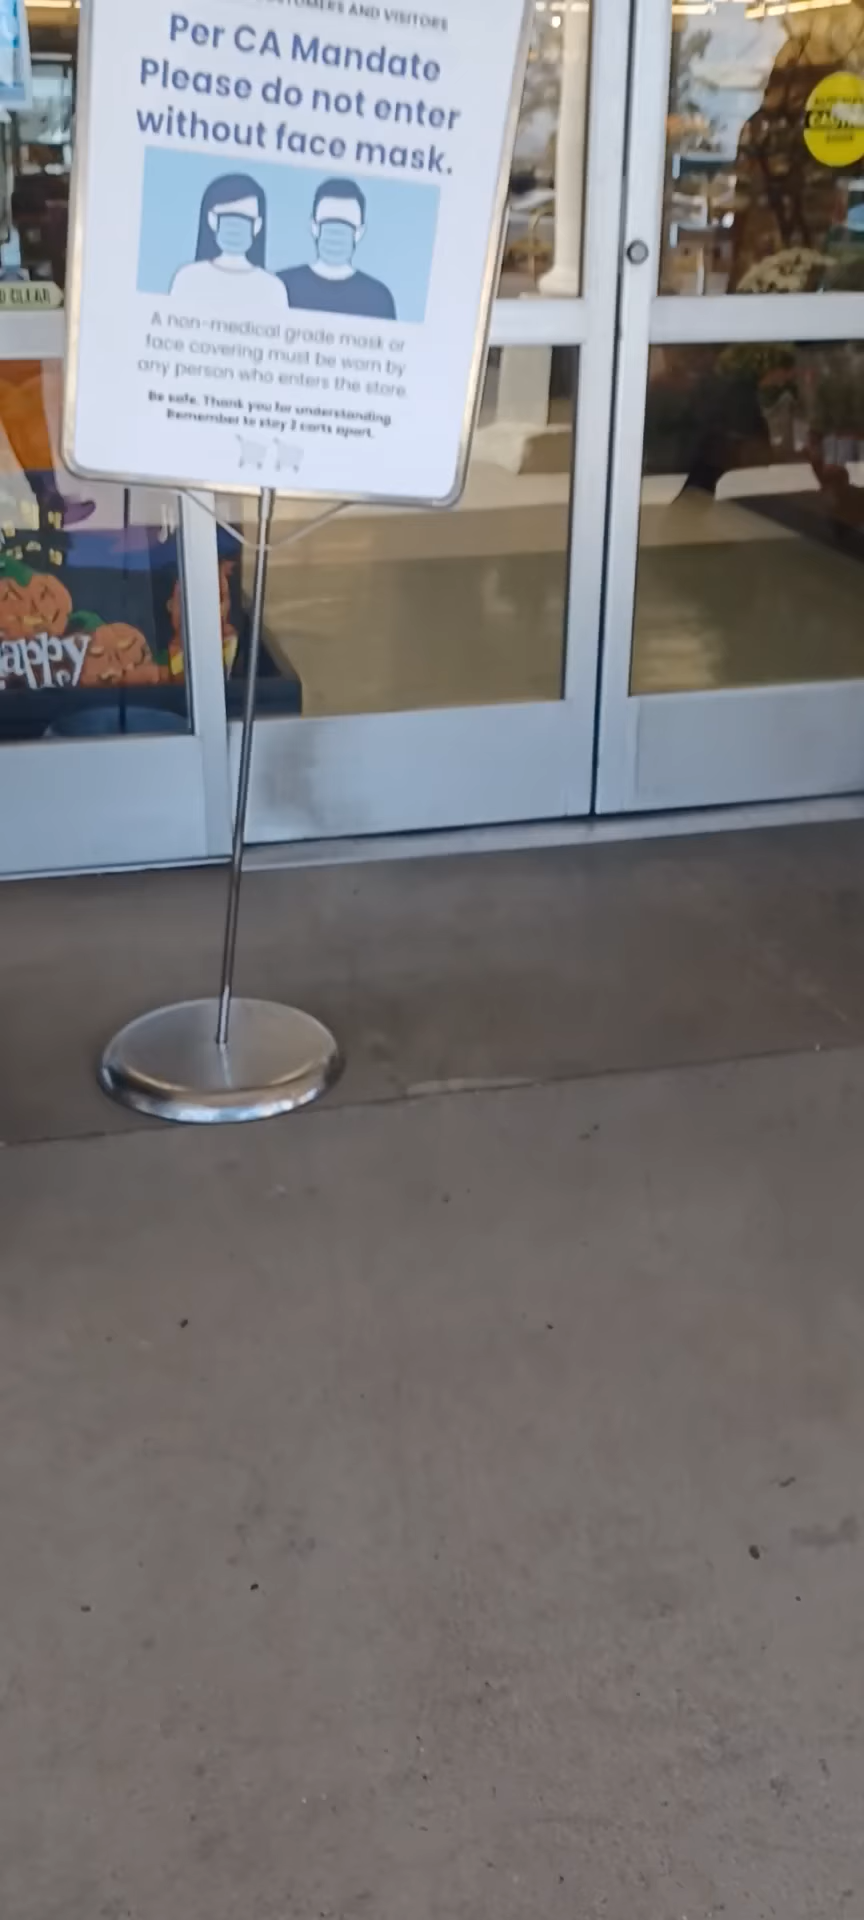 CUSTOMERS AND VISITORS
Per CA Mandate
Please do not enter
without face mask.
A non-medical grade mask or
face covering must be worn by
any person who enters the store.
Be safe. Thank you for understanding.
Remember to stay 2 carts apart.
CLEAR
appy